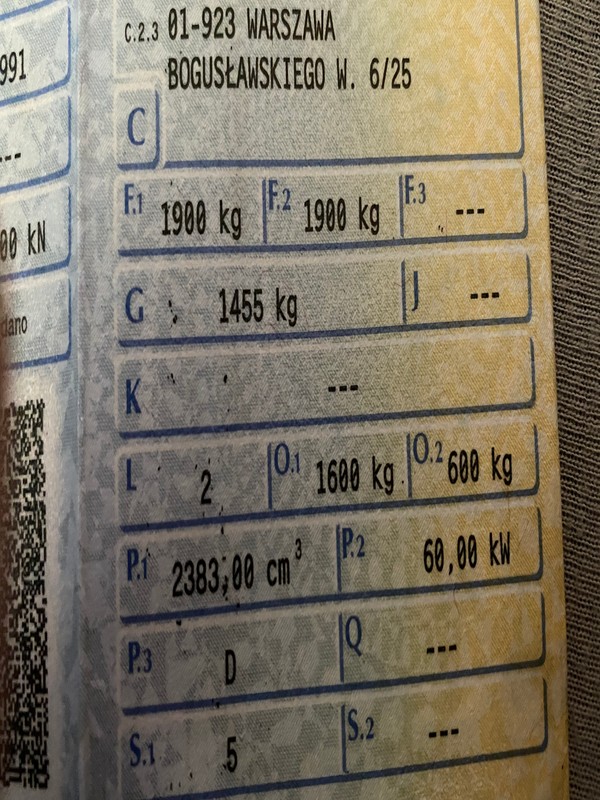 C.2.3 01-923 WARSZAWA
BOGUSŁAWSKIEGO W. 6/25
C
F.1 1900 kg F.2 1900 kg F.3 ---
G 1455 kg J ---
K ---
L 2 O.1 1600 kg O.2 600 kg
P.1 2383,00 cm³ P.2 60,00 kW
P.3 D Q ---
S.1 5 S.2 ---
991
---
00 kN
dano